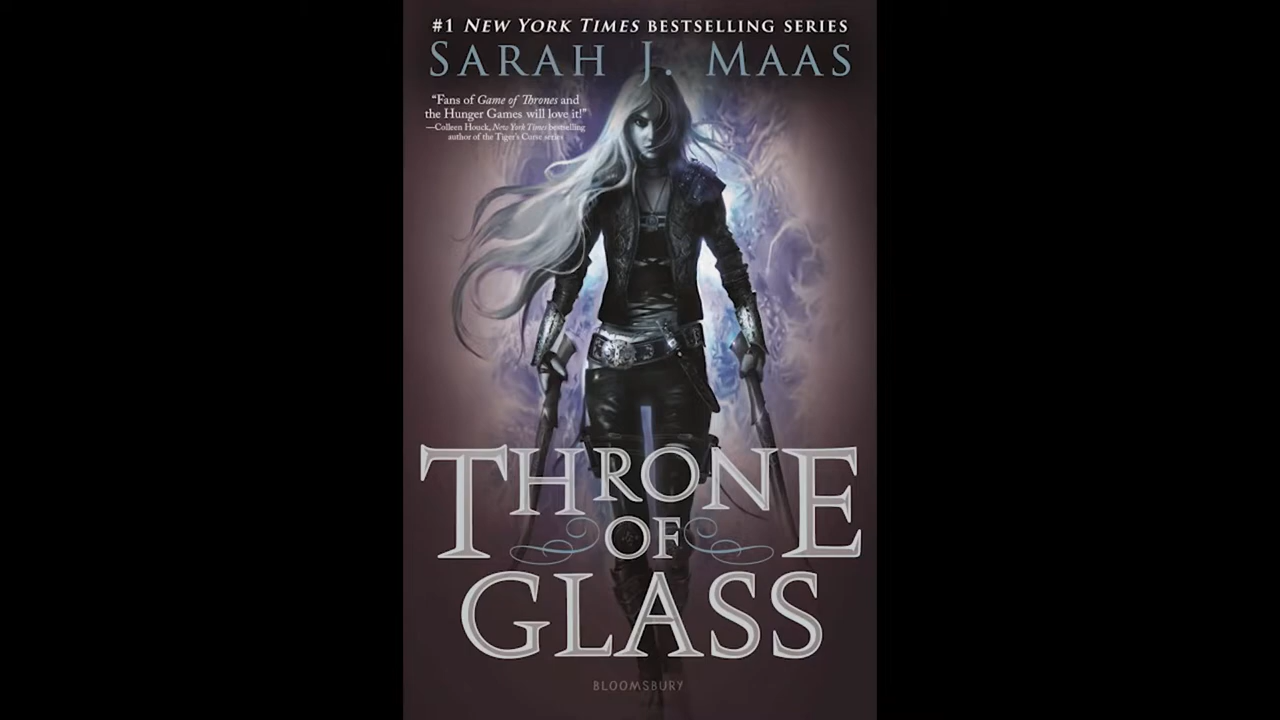 #1 NEW YORK TIMES BESTSELLING SERIES
SARAH J. MAAS
“Fans of Game of Thrones and
the Hunger Games will love it!”
—Colleen Houck, New York Times bestselling
author of the Tiger's Curse series
THRONE
OF
GLASS
BLOOMSBURY